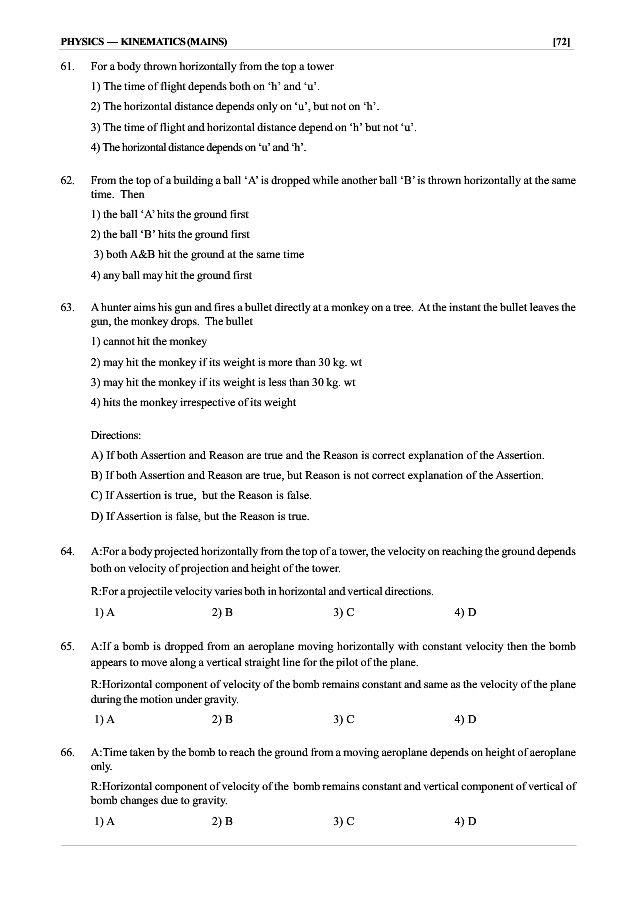 PHYSICS — KINEMATICS (MAINS) [72]
61. For a body thrown horizontally from the top a tower
1) The time of flight depends both on ‘h’ and ‘u’.
2) The horizontal distance depends only on ‘u’, but not on ‘h’.
3) The time of flight and horizontal distance depend on ‘h’ but not ‘u’.
4) The horizontal distance depends on ‘u’ and ‘h’.
62. From the top of a building a ball ‘A’ is dropped while another ball ‘B’ is thrown horizontally at the same
time. Then
1) the ball ‘A’ hits the ground first
2) the ball ‘B’ hits the ground first
3) both A&B hit the ground at the same time
4) any ball may hit the ground first
63. A hunter aims his gun and fires a bullet directly at a monkey on a tree. At the instant the bullet leaves the
gun, the monkey drops. The bullet
1) cannot hit the monkey
2) may hit the monkey if its weight is more than 30 kg. wt
3) may hit the monkey if its weight is less than 30 kg. wt
4) hits the monkey irrespective of its weight
Directions:
A) If both Assertion and Reason are true and the Reason is correct explanation of the Assertion.
B) If both Assertion and Reason are true, but Reason is not correct explanation of the Assertion.
C) If Assertion is true, but the Reason is false.
D) If Assertion is false, but the Reason is true.
64. A:For a body projected horizontally from the top of a tower, the velocity on reaching the ground depends
both on velocity of projection and height of the tower.
R:For a projectile velocity varies both in horizontal and vertical directions.
1) A 2) B 3) C 4) D
65. A:If a bomb is dropped from an aeroplane moving horizontally with constant velocity then the bomb
appears to move along a vertical straight line for the pilot of the plane.
R:Horizontal component of velocity of the bomb remains constant and same as the velocity of the plane
during the motion under gravity.
1) A 2) B 3) C 4) D
66. A:Time taken by the bomb to reach the ground from a moving aeroplane depends on height of aeroplane
only.
R:Horizontal component of velocity of the bomb remains constant and vertical component of vertical of
bomb changes due to gravity.
1) A 2) B 3) C 4) D